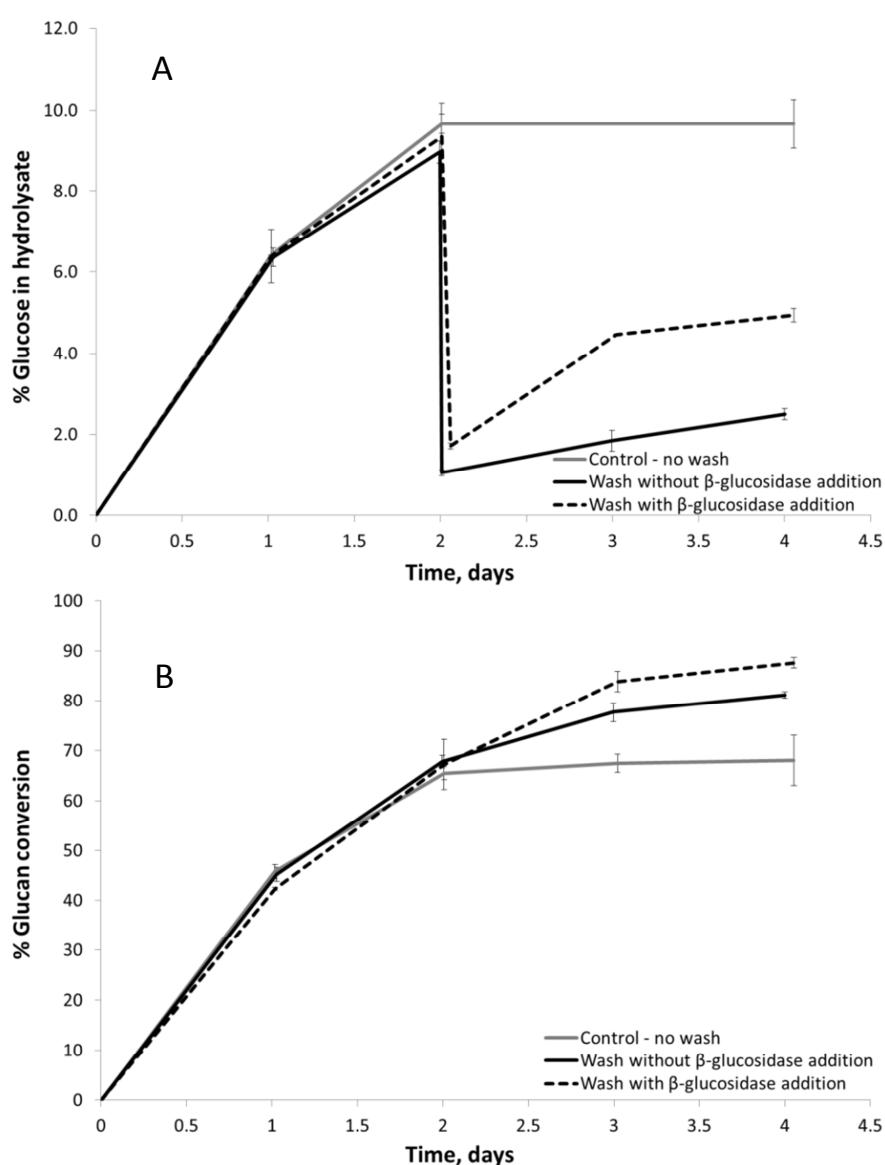 A
% Glucose in hydrolysate
12.0
10.0
8.0
6.0
4.0
2.0
0.0
Control - no wash
Wash without β-glucosidase addition
Wash with β-glucosidase addition
0 0.5 1 1.5 2 2.5 3 3.5 4 4.5
Time, days
B
% Glucan conversion
100
90
80
70
60
50
40
30
20
10
0
Control - no wash
Wash without β-glucosidase addition
Wash with β-glucosidase addition
0 0.5 1 1.5 2 2.5 3 3.5 4 4.5
Time, days